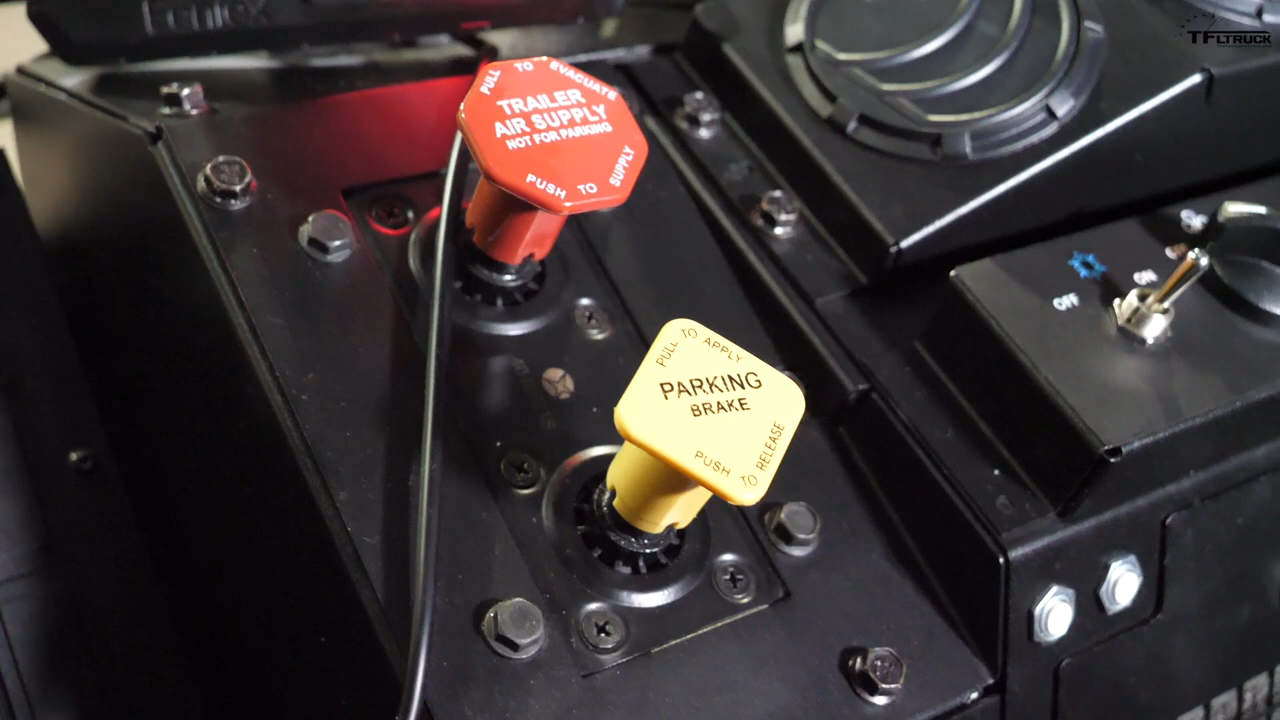 Feniex
TFLTRUCK
PULL TO EVACUATE
TRAILER
AIR SUPPLY
NOT FOR PARKING
PUSH TO SUPPLY
OFF
ON
PULL TO APPLY
PARKING
BRAKE
PUSH TO RELEASE